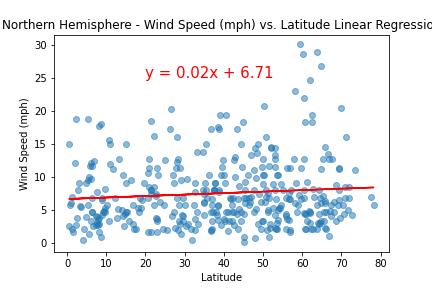 Northern Hemisphere - Wind Speed (mph) vs. Latitude Linear Regressio
y = 0.02x + 6.71
Wind Speed (mph)
30
25
20
15
10
5
0
0 10 20 30 40 50 60 70 80
Latitude